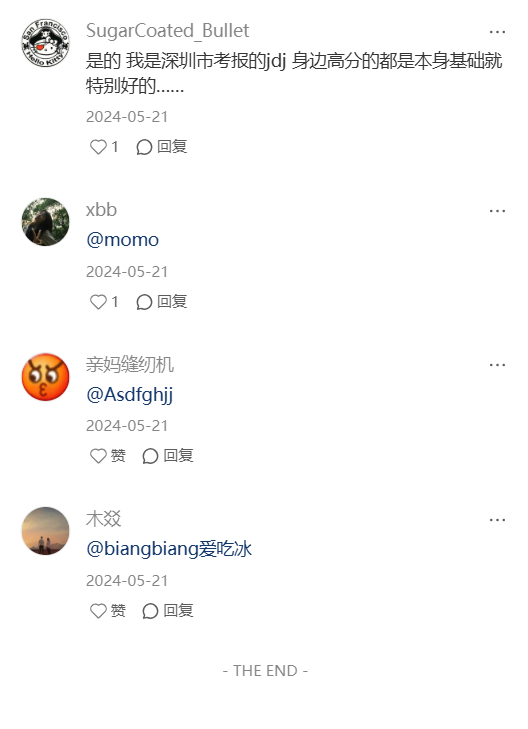 San Francisco
Hello Kitty
SugarCoated_Bullet
是的 我是深圳市考报的jdj 身边高分的都是本身基础就
特别好的……
2024-05-21
1 回复
xbb
@momo
2024-05-21
1 回复
亲妈缝纫机
@Asdfghjj
2024-05-21
赞 回复
木叕
@biangbiang爱吃冰
2024-05-21
赞 回复
- THE END -